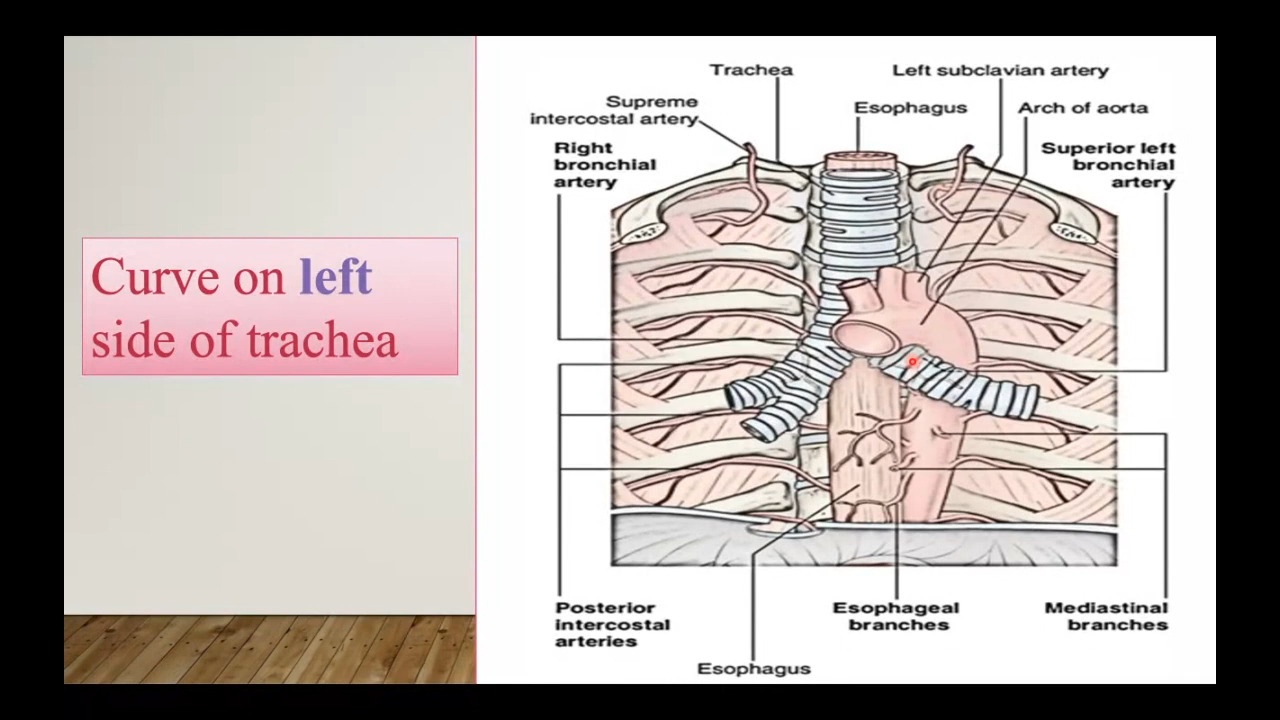 Curve on left
side of trachea
Trachea
Left subclavian artery
Supreme
intercostal artery
Esophagus
Arch of aorta
Right
bronchial
artery
Superior left
bronchial
artery
Posterior
intercostal
arteries
Esophageal
branches
Mediastinal
branches
Esophagus